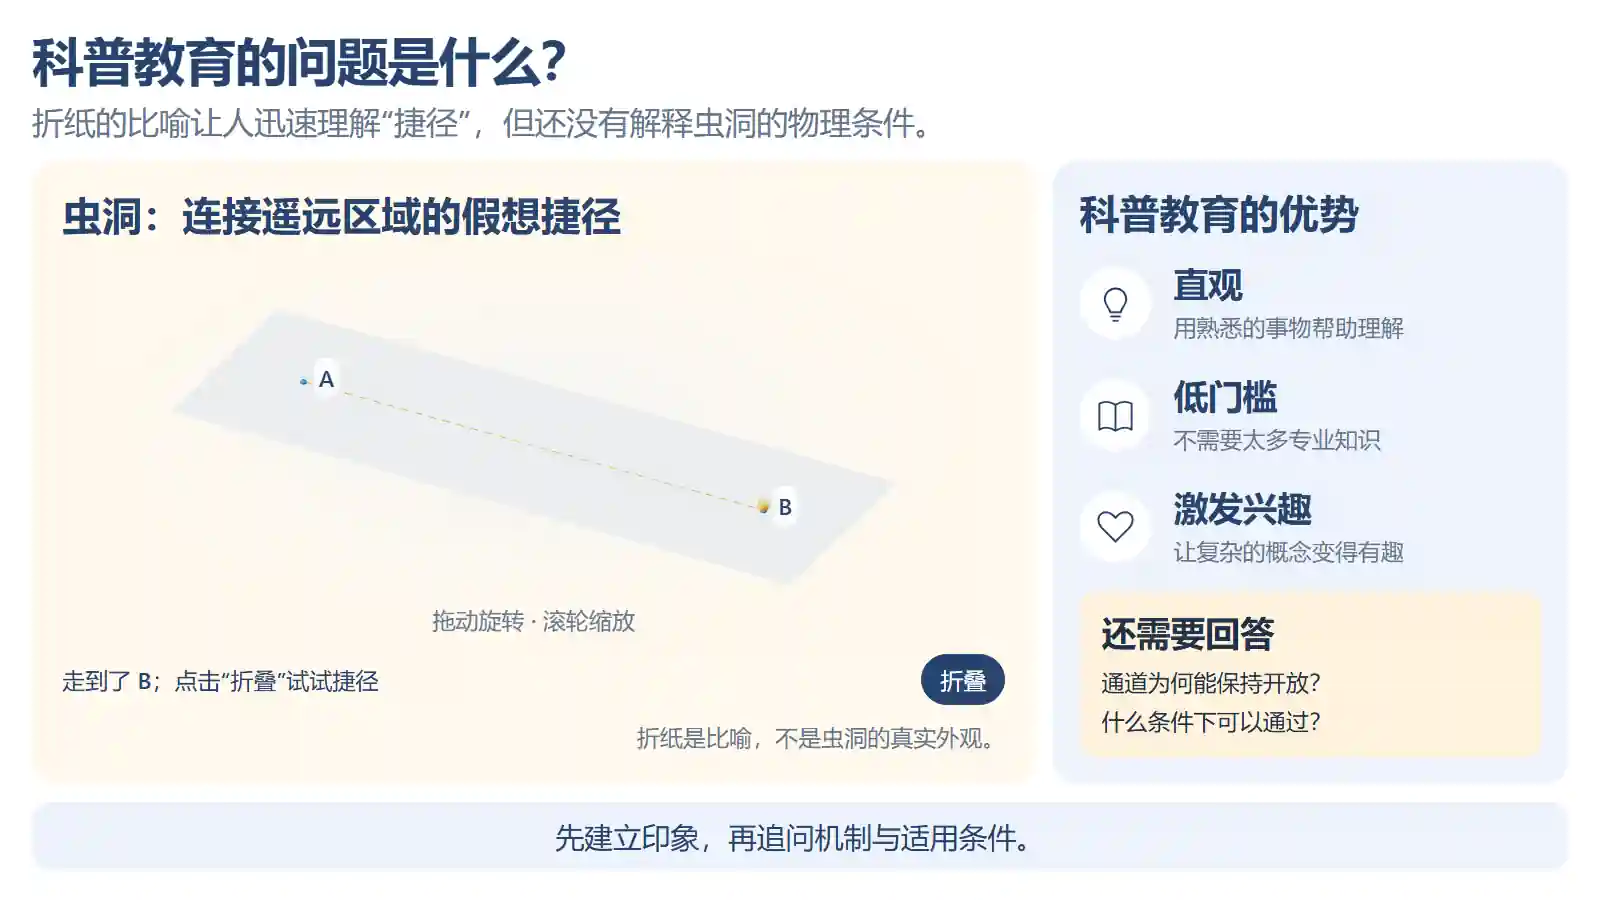 科普教育的问题是什么？
折纸的比喻让人迅速理解“捷径”，但还没有解释虫洞的物理条件。
虫洞：连接遥远区域的假想捷径
A
B
拖动旋转 · 滚轮缩放
走到了 B；点击“折叠”试试捷径
折叠
折纸是比喻，不是虫洞的真实外观。
科普教育的优势
直观
用熟悉的事物帮助理解
低门槛
不需要太多专业知识
激发兴趣
让复杂的概念变得有趣
还需要回答
通道为何能保持开放？
什么条件下可以通过？
先建立印象，再追问机制与适用条件。